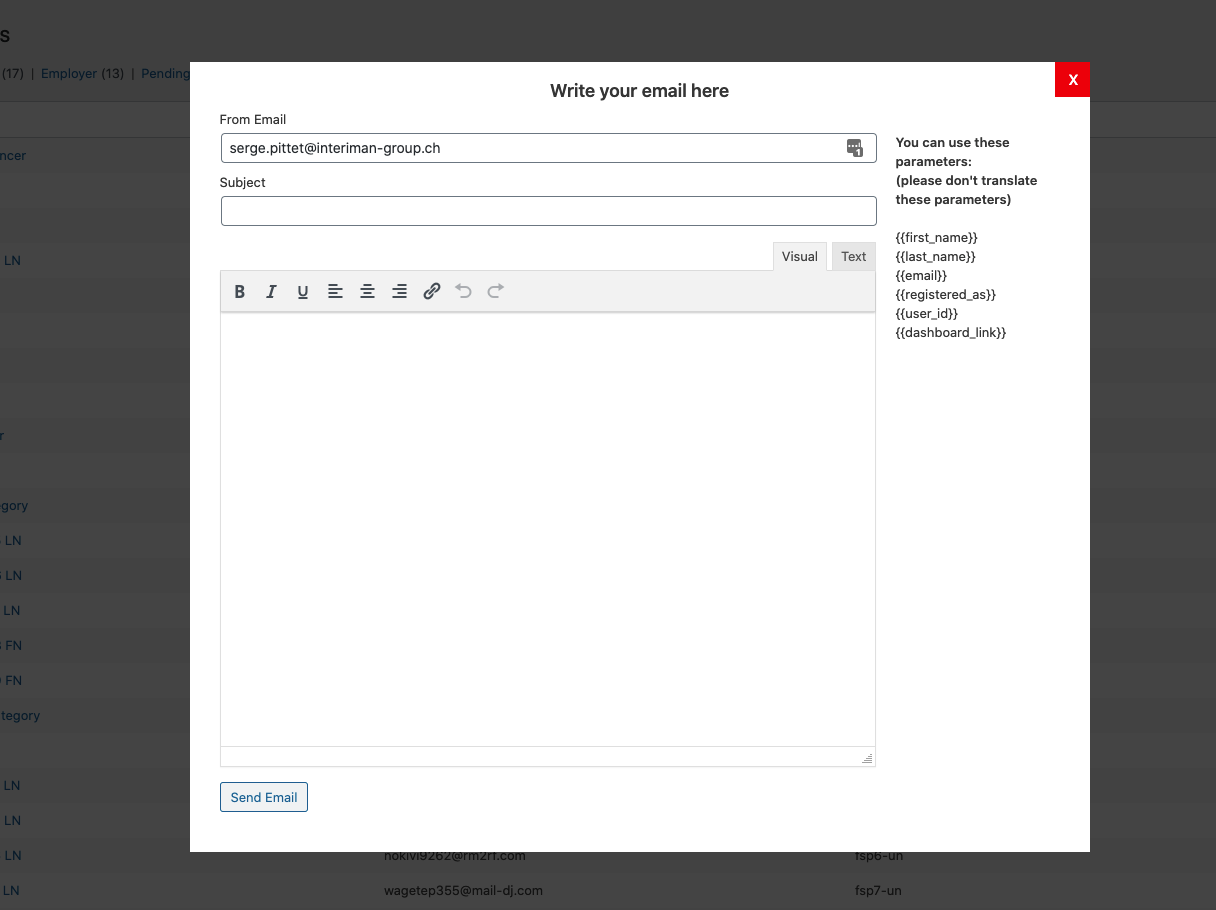 s
(17) | Employer (13) | Pending
ncer
LN
r
gory
LN
LN
LN
FN
FN
tegory
LN
LN
LN
LN
Write your email here
X
From Email
serge.pittet@interiman-group.ch
1
Subject
Visual
Text
B I U
Send Email
You can use these
parameters:
(please don't translate
these parameters)
{{first_name}}
{{last_name}}
{{email}}
{{registered_as}}
{{user_id}}
{{dashboard_link}}
nokivi9262@rm2rf.com
fsp6-un
wagetep355@mail-dj.com
fsp7-un